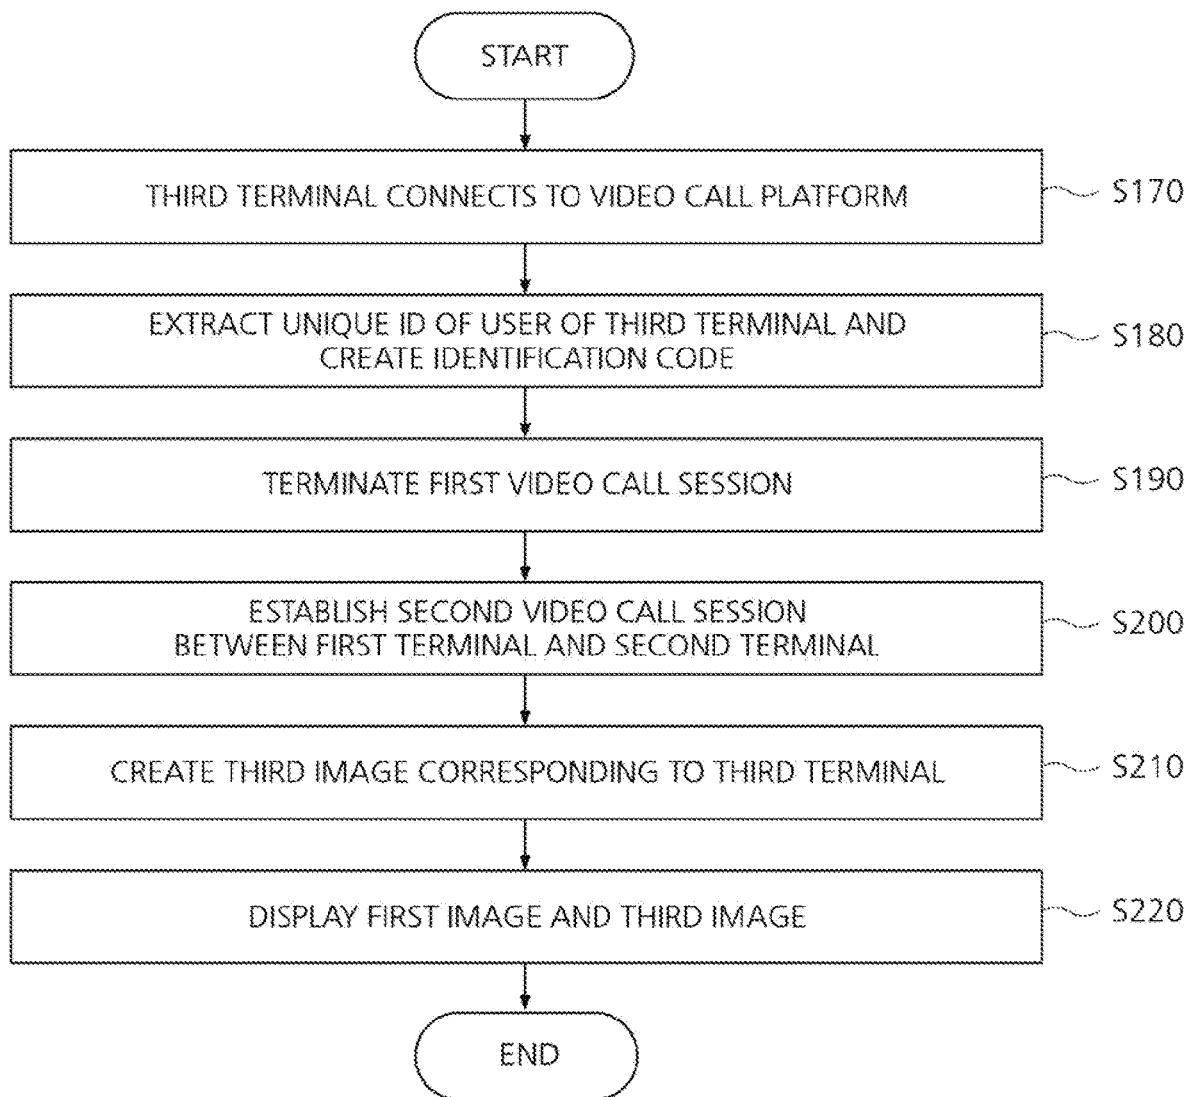 START
THIRD TERMINAL CONNECTS TO VIDEO CALL PLATFORM
S170
EXTRACT UNIQUE ID OF USER OF THIRD TERMINAL AND
CREATE IDENTIFICATION CODE
S180
TERMINATE FIRST VIDEO CALL SESSION
S190
ESTABLISH SECOND VIDEO CALL SESSION
BETWEEN FIRST TERMINAL AND SECOND TERMINAL
S200
CREATE THIRD IMAGE CORRESPONDING TO THIRD TERMINAL
S210
DISPLAY FIRST IMAGE AND THIRD IMAGE
S220
END